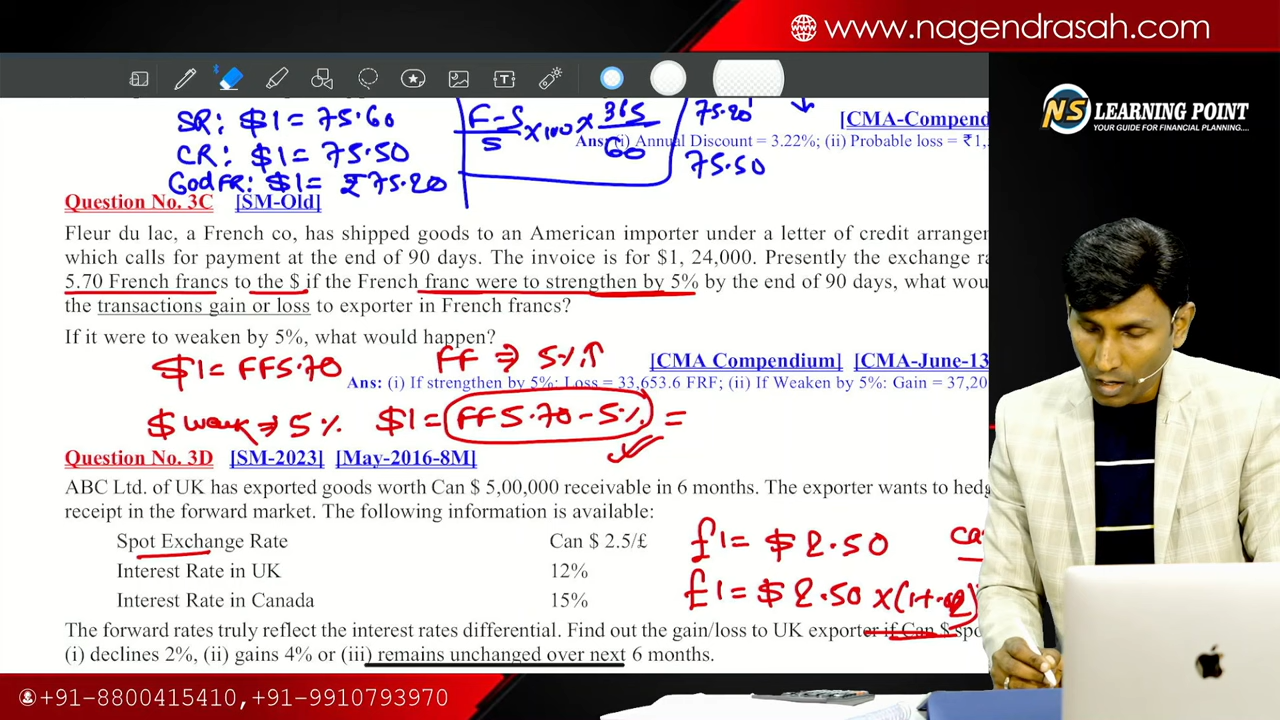 www.nagendrasah.com
NS LEARNING POINT
YOUR GUIDE FOR FINANCIAL PLANNING....
SR: $1 = 75.60
CR: $1 = 75.50
God FR: $1 = ₹75.20
F-S/S × 100 × 365/60
75.20
75.50
[CMA-Compend
Ans: (i) Annual Discount = 3.22%; (ii) Probable loss = ₹1,
Question No. 3C [SM-Old]
Fleur du lac, a French co, has shipped goods to an American importer under a letter of credit arranger
which calls for payment at the end of 90 days. The invoice is for $1, 24,000. Presently the exchange ra
5.70 French francs to the $ if the French franc were to strengthen by 5% by the end of 90 days, what wou
the transactions gain or loss to exporter in French francs?
If it were to weaken by 5%, what would happen?
$1 = FF5.70
FF ⇒ 5% ↑
[CMA Compendium] [CMA-June-13
Ans: (i) If strengthen by 5%: Loss = 33,653.6 FRF; (ii) If Weaken by 5%: Gain = 37,20
$ weak ⇒ 5%
$1 = FF 5.70 - 5% =
Question No. 3D [SM-2023] [May-2016-8M]
ABC Ltd. of UK has exported goods worth Can $ 5,00,000 receivable in 6 months. The exporter wants to hedg
receipt in the forward market. The following information is available:
Spot Exchange Rate Can $ 2.5/£
Interest Rate in UK 12%
Interest Rate in Canada 15%
£1 = $2.50
£1 = $2.50 ×(1+.02)
The forward rates truly reflect the interest rates differential. Find out the gain/loss to UK exporter if Can $ spo
(i) declines 2%, (ii) gains 4% or (iii) remains unchanged over next 6 months.
+91-8800415410,+91-9910793970